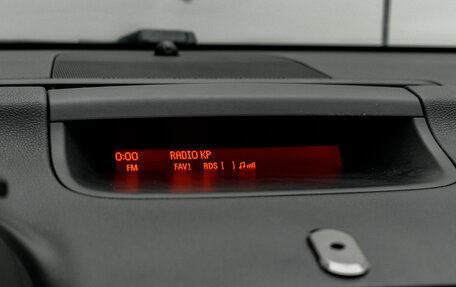 0:00 RADIO KP
FM FAV1 RDS [ ]